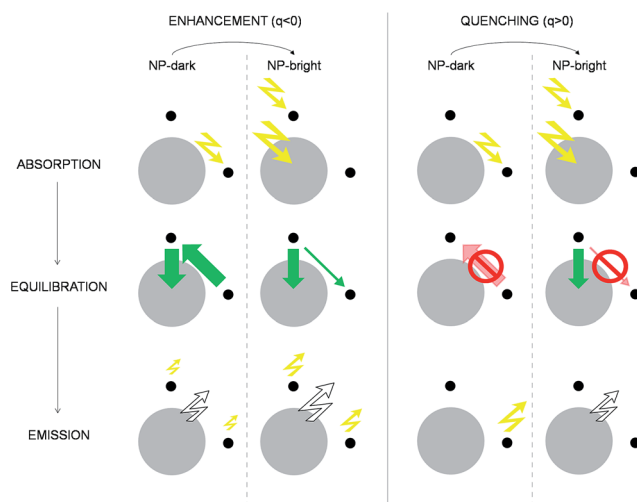 ENHANCEMENT (q<0)
QUENCHING (q>0)
NP-dark
NP-bright
NP-dark
NP-bright
ABSORPTION
EQUILIBRATION
EMISSION